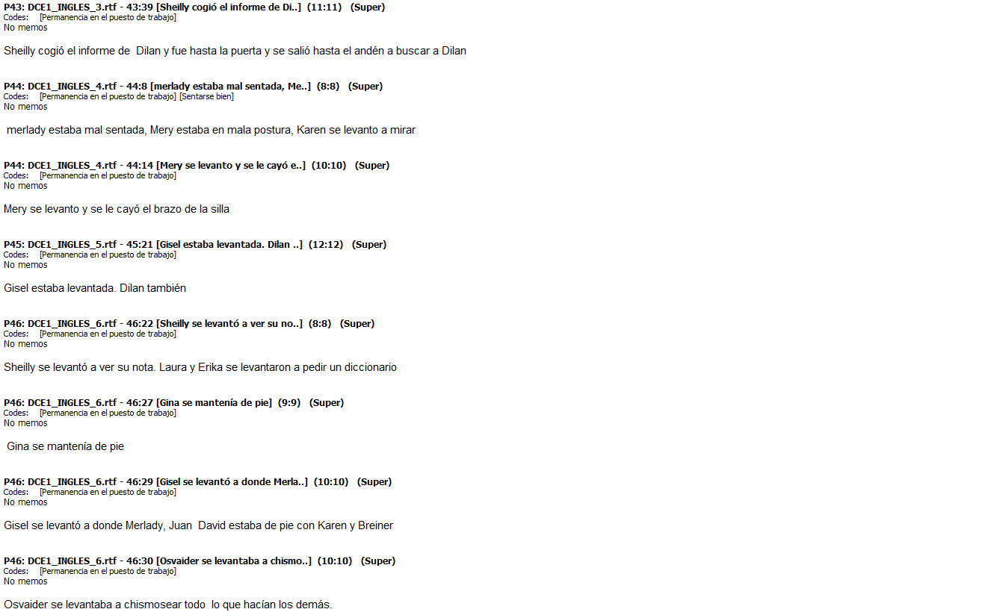 P43: DCE1_INGLES_3.rtf - 43:39 [Sheilly cogió el informe de Di..] (11:11) (Super)
Codes: [Permanencia en el puesto de trabajo]
No memos
Sheilly cogió el informe de Dilan y fue hasta la puerta y se salió hasta el andén a buscar a Dilan
P44: DCE1_INGLES_4.rtf - 44:8 [merlady estaba mal sentada, Me..] (8:8) (Super)
Codes: [Permanencia en el puesto de trabajo] [Sentarse bien]
No memos
merlady estaba mal sentada, Mery estaba en mala postura, Karen se levanto a mirar
P44: DCE1_INGLES_4.rtf - 44:14 [Mery se levanto y se le cayó e..] (10:10) (Super)
Codes: [Permanencia en el puesto de trabajo]
No memos
Mery se levanto y se le cayó el brazo de la silla
P45: DCE1_INGLES_5.rtf - 45:21 [Gisel estaba levantada. Dilan ..] (12:12) (Super)
Codes: [Permanencia en el puesto de trabajo]
No memos
Gisel estaba levantada. Dilan también
P46: DCE1_INGLES_6.rtf - 46:22 [Sheilly se levantó a ver su no..] (8:8) (Super)
Codes: [Permanencia en el puesto de trabajo]
No memos
Sheilly se levantó a ver su nota. Laura y Erika se levantaron a pedir un diccionario
P46: DCE1_INGLES_6.rtf - 46:27 [Gina se mantenía de pie] (9:9) (Super)
Codes: [Permanencia en el puesto de trabajo]
No memos
Gina se mantenía de pie
P46: DCE1_INGLES_6.rtf - 46:29 [Gisel se levantó a donde Merla..] (10:10) (Super)
Codes: [Permanencia en el puesto de trabajo]
No memos
Gisel se levantó a donde Merlady, Juan David estaba de pie con Karen y Breiner
P46: DCE1_INGLES_6.rtf - 46:30 [Osvaider se levantaba a chismo..] (10:10) (Super)
Codes: [Permanencia en el puesto de trabajo]
No memos
Osvaider se levantaba a chismosear todo lo que hacían los demás.